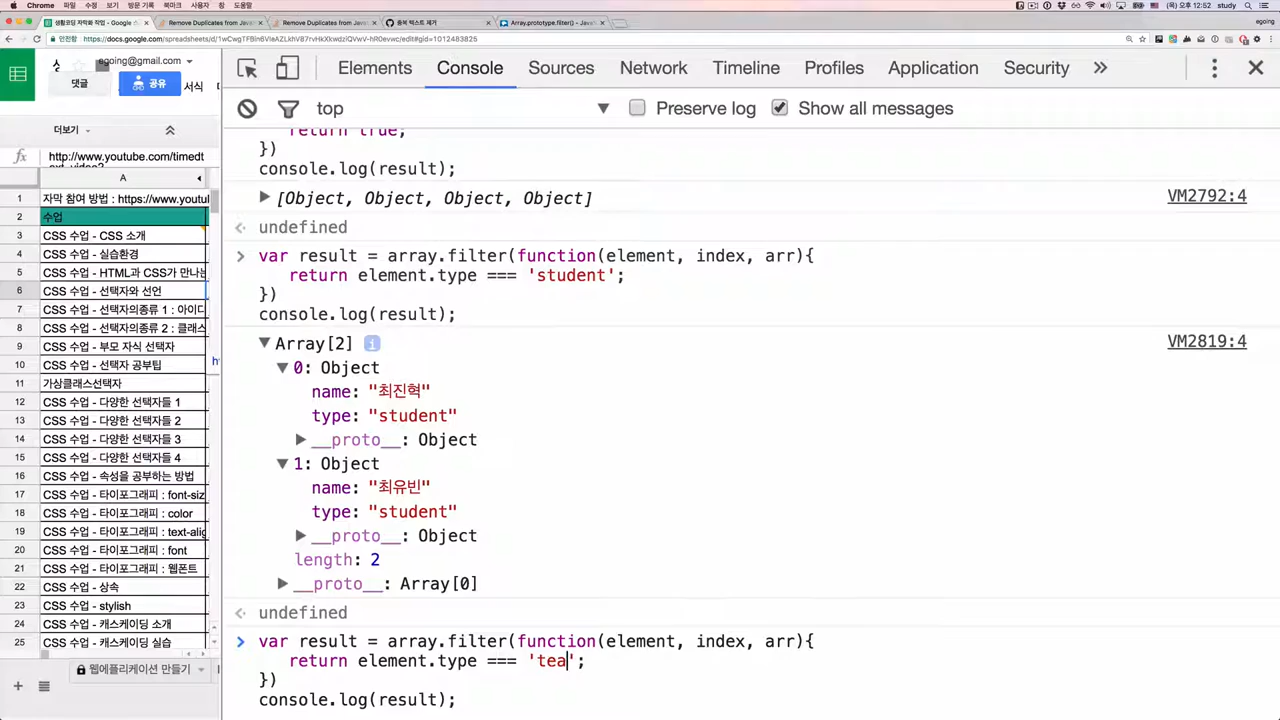 Chrome 파일 수정 보기 방문 기록 북마크 사용자 창 도움말
(목) 오후 12:52 study
생활코딩 자막화 작업 - Google
Remove Duplicates from Javas
Remove Duplicates from Javas
중복 텍스트 제거
Array.prototype.filter() - JavaS
egoing
안전함 https://docs.google.com/spreadsheets/d/
egoing@gmail.com
댓글 공유 서식
더보기
fx http://www.youtube.com/timedt
A
1 자막 참여 방법 : https://www.youtul
2 수업
3 CSS 수업 - CSS 소개
4 CSS 수업 - 실습환경
5 CSS 수업 - HTML과 CSS가 만나는
6 CSS 수업 - 선택자와 선언
7 CSS 수업 - 선택자의종류 1 : 아이디
8 CSS 수업 - 선택자의종류 2 : 클래스
9 CSS 수업 - 부모 자식 선택자
10 CSS 수업 - 선택자 공부팁
11 가상클래스선택자
12 CSS 수업 - 다양한 선택자들 1
13 CSS 수업 - 다양한 선택자들 2
14 CSS 수업 - 다양한 선택자들 3
15 CSS 수업 - 다양한 선택자들 4
16 CSS 수업 - 속성을 공부하는 방법
17 CSS 수업 - 타이포그래피 : font-siz
18 CSS 수업 - 타이포그래피 : color
19 CSS 수업 - 타이포그래피 : text-alig
20 CSS 수업 - 타이포그래피 : font
21 CSS 수업 - 타이포그래피 : 웹폰트
22 CSS 수업 - 상속
23 CSS 수업 - stylish
24 CSS 수업 - 캐스케이딩 소개
25 CSS 수업 - 캐스케이딩 실습
웹에플리케이션 만들기
Elements Console Sources Network Timeline Profiles Application Security »
top Preserve log Show all messages
return true;
})
console.log(result);
[Object, Object, Object, Object] VM2792:4
undefined
var result = array.filter(function(element, index, arr){
return element.type === 'student';
})
console.log(result);
Array[2] VM2819:4
0: Object
name: "최진혁"
type: "student"
__proto__: Object
1: Object
name: "최유빈"
type: "student"
__proto__: Object
length: 2
__proto__: Array[0]
undefined
var result = array.filter(function(element, index, arr){
return element.type === 'tea';
})
console.log(result);